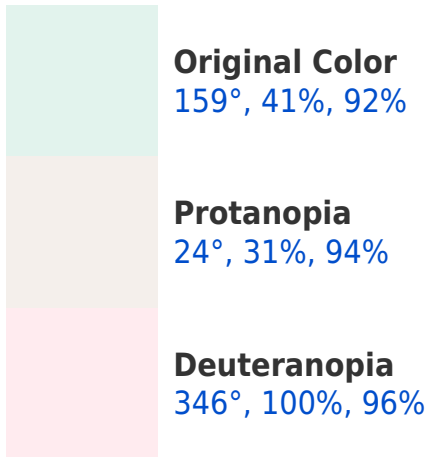 Original Color
159°, 41%, 92%
Protanopia
24°, 31%, 94%
Deuteranopia
346°, 100%, 96%